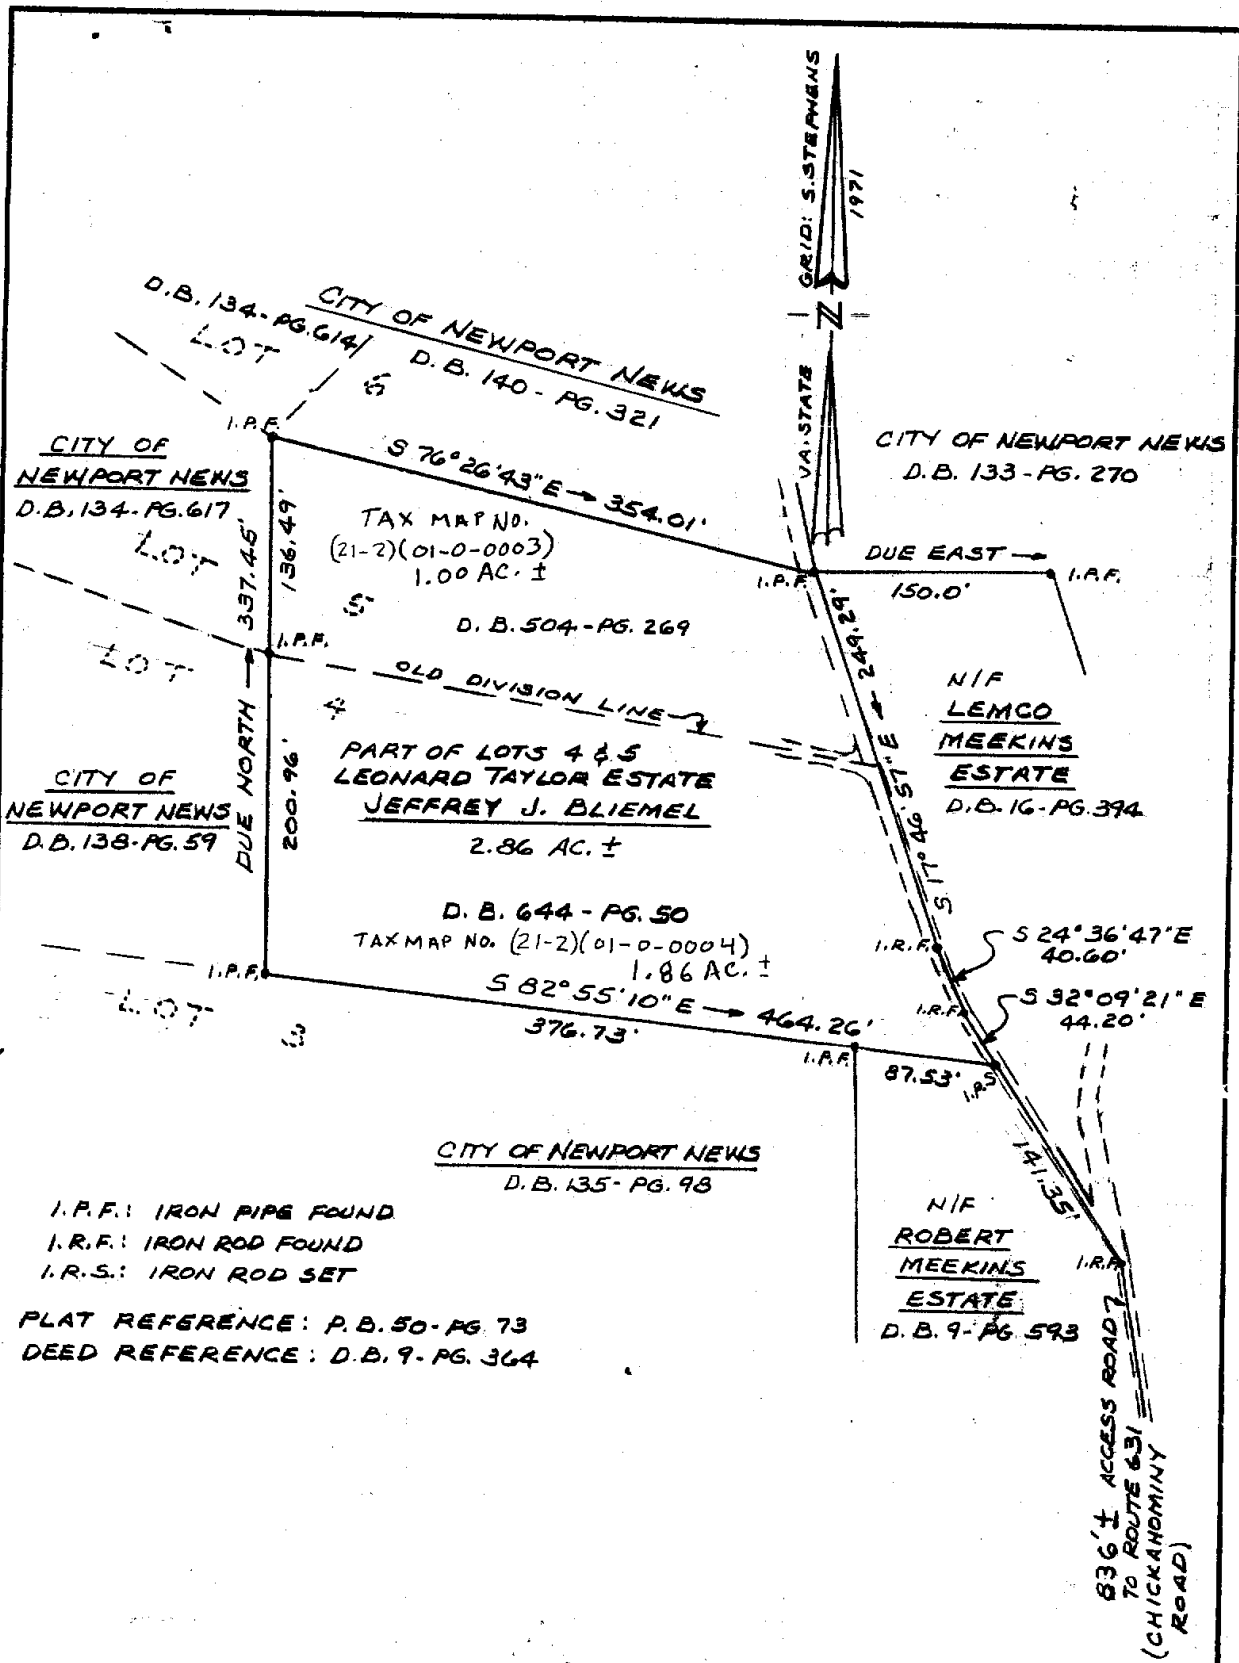 GRID: S. STEPHENS
1971
N
VA. STATE
D.B. 134-PG. 614
LOT
6
CITY OF NEWPORT NEWS
D.B. 140 - PG. 321
I.P.F.
CITY OF
NEWPORT NEWS
D.B. 134-PG. 617
LOT
S 76°26'43"E → 354.01'
CITY OF NEWPORT NEWS
D.B. 133-PG. 270
TAX MAP NO.
(21-2)(01-0-0003)
1.00 AC. ±
5
D.B. 504-PG. 269
136.49'
DUE NORTH → 337.45'
I.P.F.
DUE EAST →
150.0'
I.P.F.
I.P.F.
LOT
4
OLD DIVISION LINE
S 17°46'57"E → 249.29'
N/F
LEMCO
MEEKINS
ESTATE
D.B. 16-PG. 394
CITY OF
NEWPORT NEWS
D.B. 138-PG. 59
200.96'
PART OF LOTS 4 & 5
LEONARD TAYLOR ESTATE
JEFFREY J. BLIEMEL
2.86 AC. ±
D.B. 644 - PG. 50
TAX MAP NO. (21-2)(01-0-0004)
1.86 AC. ±
I.R.F.
S 24°36'47"E
40.60'
I.R.F.
S 32°09'21"E
44.20'
I.P.F.
LOT
3
S 82°55'10"E → 464.26'
376.73'
I.P.F.
87.53'
I.R.S
141.35'
CITY OF NEWPORT NEWS
D.B. 135-PG. 98
N/F
ROBERT
MEEKINS
ESTATE
D.B. 9-PG 593
I.R.F.
I.P.F.: IRON PIPE FOUND
I.R.F.: IRON ROD FOUND
I.R.S.: IRON ROD SET
PLAT REFERENCE: P.B. 50-PG. 73
DEED REFERENCE: D.B. 9-PG. 364
836'± ACCESS ROAD
TO ROUTE 631
(CHICKAHOMINY
ROAD)